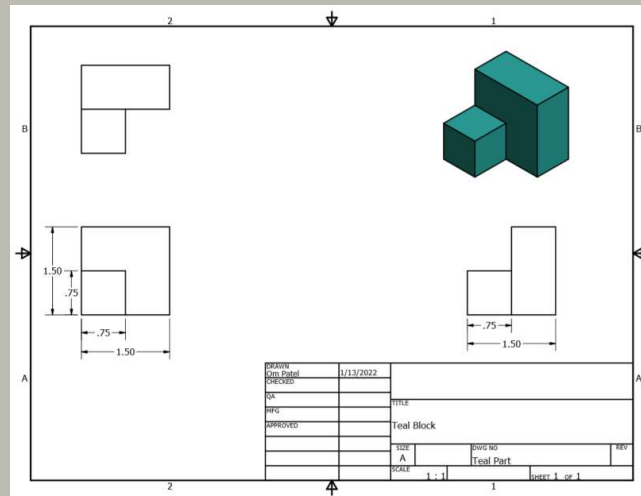 2
1
B
B
1.50
.75
.75
1.50
.75
1.50
A
A
DRAWN
Om Patel
1/13/2022
CHECKED
QA
MFG
APPROVED
TITLE
Teal Block
SIZE
A
DWG NO
Teal Part
REV
SCALE
1 : 1
SHEET 1 OF 1
2
1